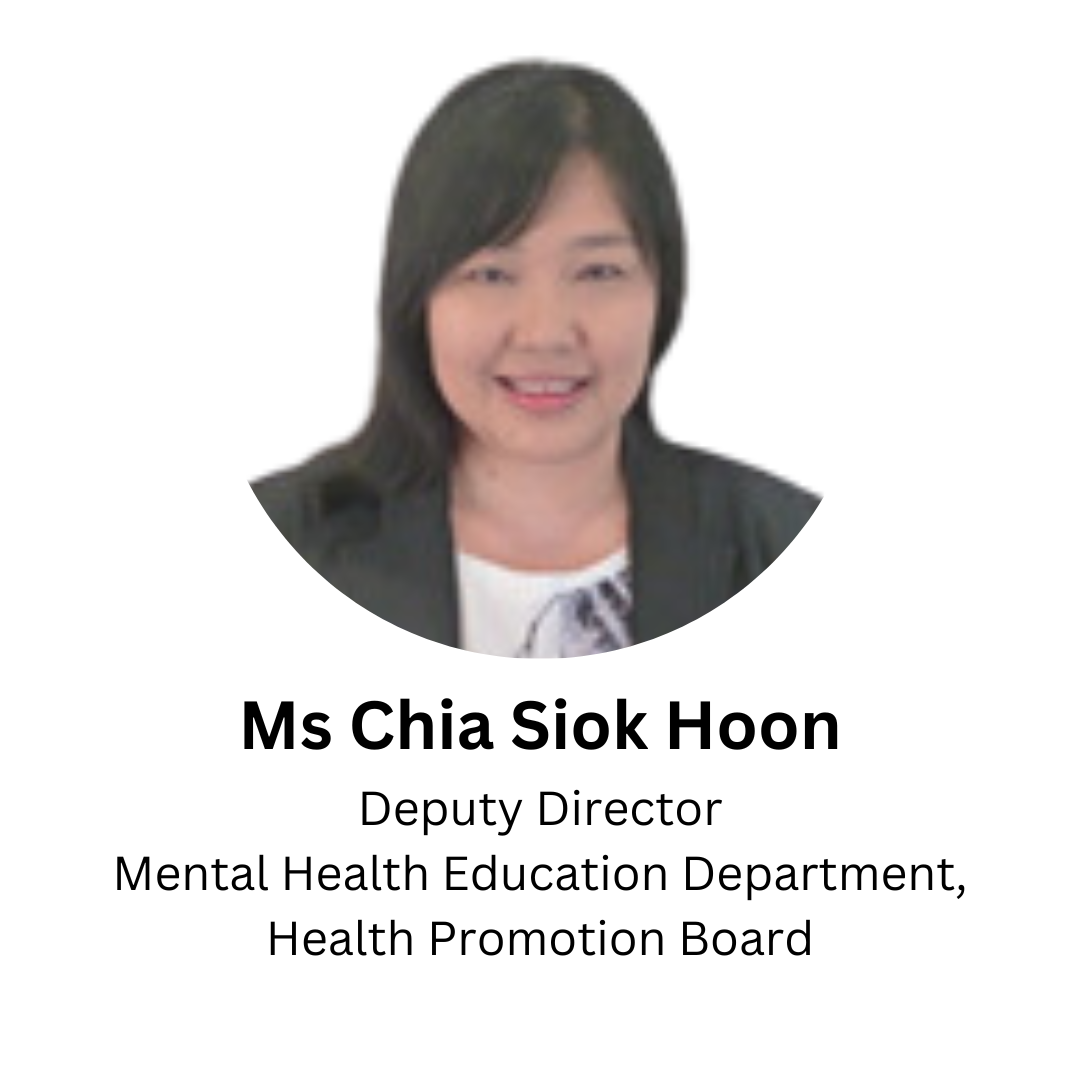 Ms Chia Siok Hoon
Deputy Director
Mental Health Education Department,
Health Promotion Board